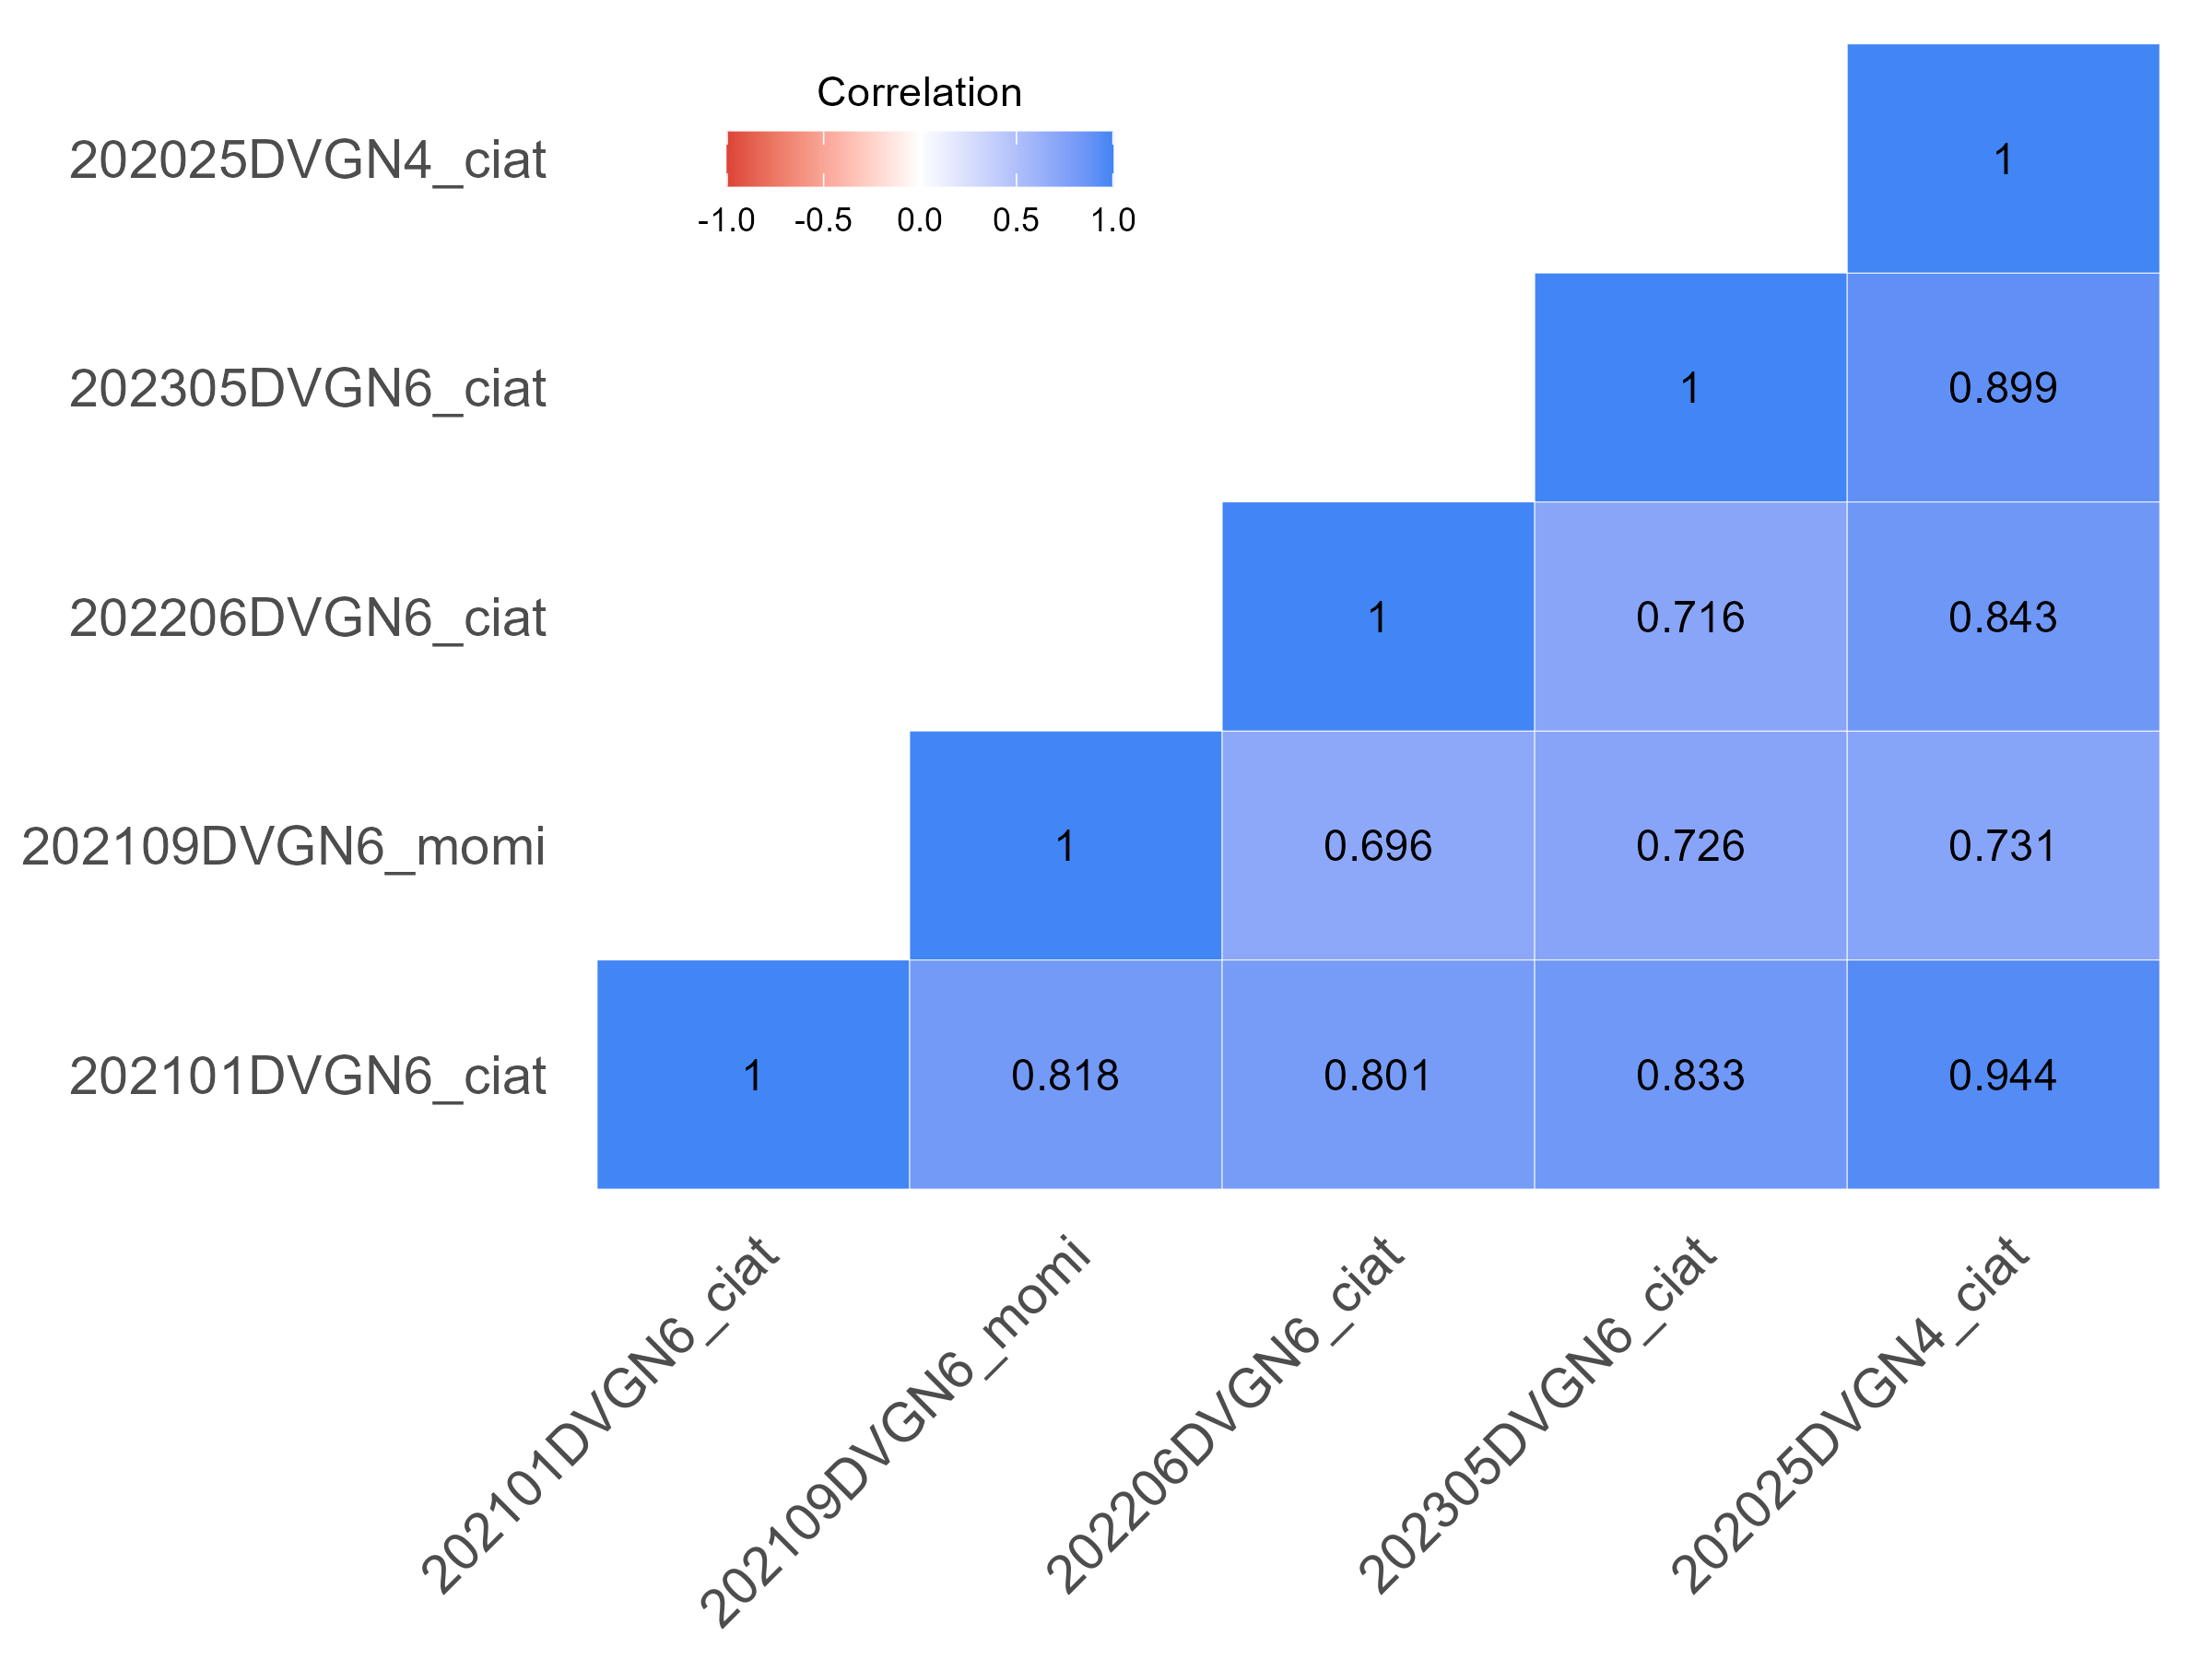 Correlation
-1.0 -0.5 0.0 0.5 1.0
202025DVGN4_ciat 1
202305DVGN6_ciat 1 0.899
202206DVGN6_ciat 1 0.716 0.843
202109DVGN6_momi 1 0.696 0.726 0.731
202101DVGN6_ciat 1 0.818 0.801 0.833 0.944
202101DVGN6_ciat
202109DVGN6_momi
202206DVGN6_ciat
202305DVGN6_ciat
202025DVGN4_ciat